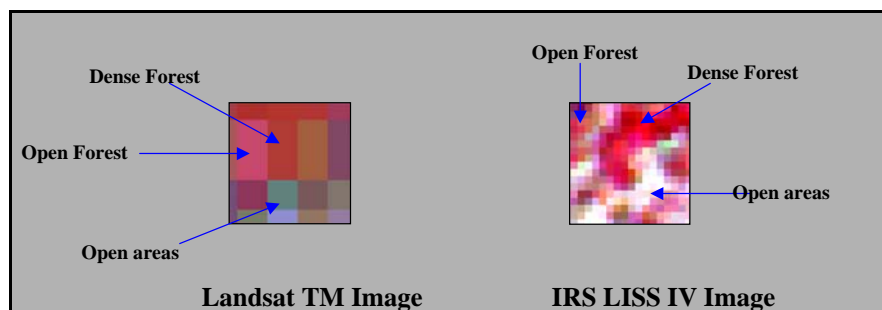 Dense Forest
Open Forest
Open areas
Landsat TM Image
Open Forest
Dense Forest
Open areas
IRS LISS IV Image